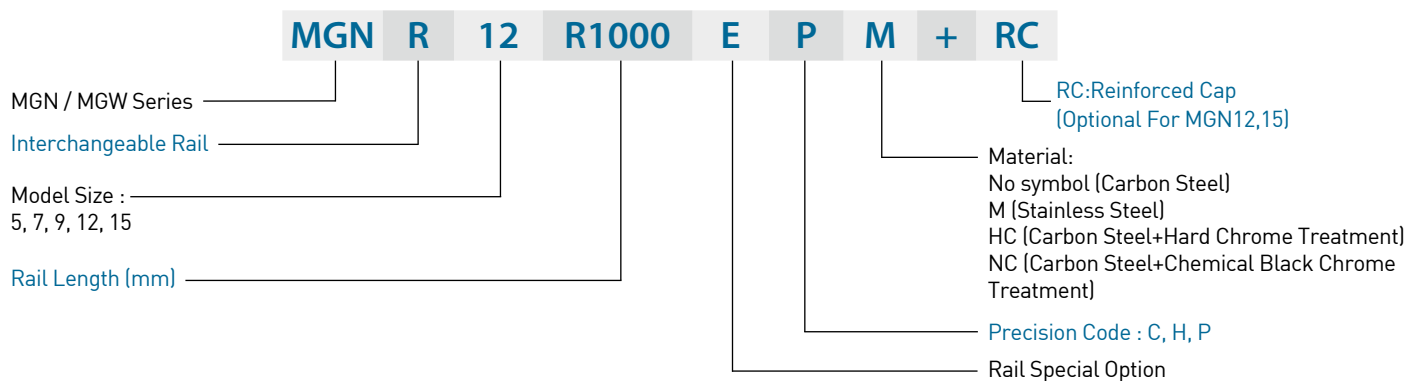 MGN R 12 R1000 E P M + RC
MGN / MGW Series
Interchangeable Rail
Model Size :
5, 7, 9, 12, 15
Rail Length (mm)
RC:Reinforced Cap
(Optional For MGN12,15)
Material:
No symbol (Carbon Steel)
M (Stainless Steel)
HC (Carbon Steel+Hard Chrome Treatment)
NC (Carbon Steel+Chemical Black Chrome
Treatment)
Precision Code : C, H, P
Rail Special Option